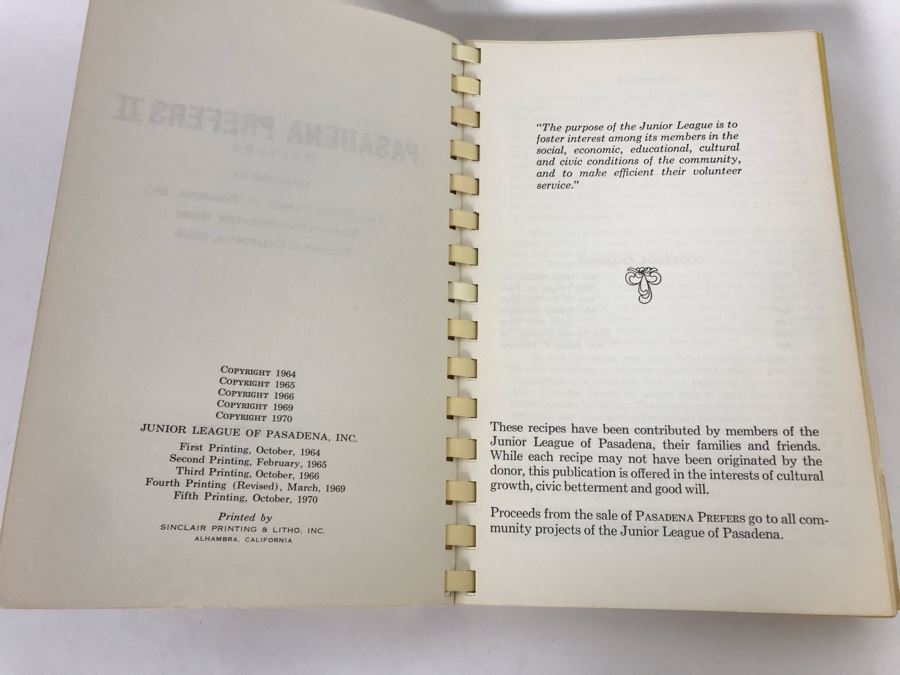 PASADENA PREFERS II
COPYRIGHT 1964
COPYRIGHT 1965
COPYRIGHT 1966
COPYRIGHT 1969
COPYRIGHT 1970
JUNIOR LEAGUE OF PASADENA, INC.
First Printing, October, 1964
Second Printing, February, 1965
Third Printing, October, 1966
Fourth Printing (Revised), March, 1969
Fifth Printing, October, 1970
Printed by
SINCLAIR PRINTING & LITHO, INC.
ALHAMBRA, CALIFORNIA
"The purpose of the Junior League is to
foster interest among its members in the
social, economic, educational, cultural
and civic conditions of the community,
and to make efficient their volunteer
service."
These recipes have been contributed by members of the
Junior League of Pasadena, their families and friends.
While each recipe may not have been originated by the
donor, this publication is offered in the interests of cultural
growth, civic betterment and good will.
Proceeds from the sale of PASADENA PREFERS go to all com-
munity projects of the Junior League of Pasadena.